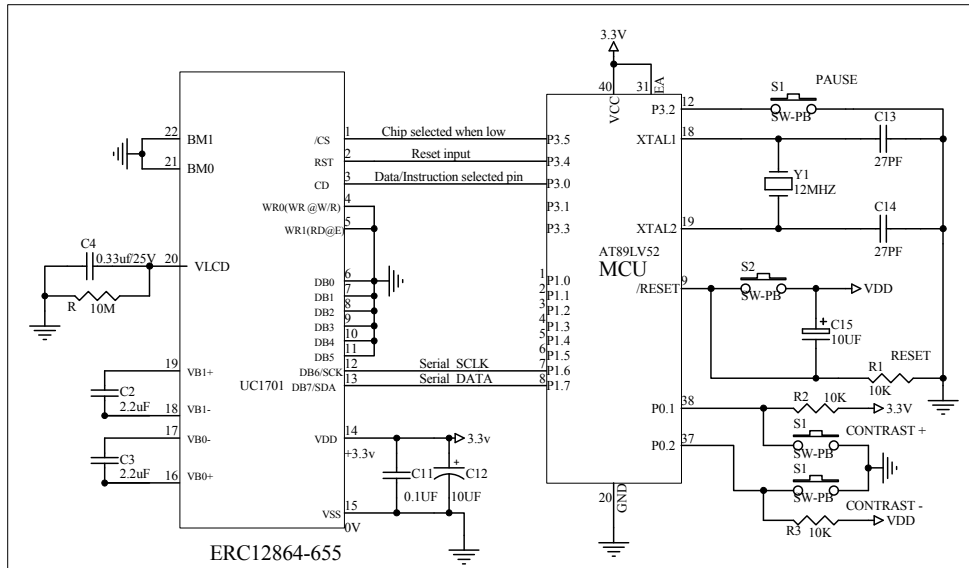 22
BM1
21
BM0
C4
0.33uf/25V
20
VLCD
R
10M
19
VB1+
C2
2.2uF
18
VB1-
17
VB0-
C3
2.2uF
16
VB0+
UC1701
/CS
1
Chip selected when low
RST
2
Reset input
CD
3
Data/Instruction selected pin
WR0(WR @W/R)
4
WR1(RD@E)
5
DB0
6
DB1
7
DB2
8
DB3
9
DB4
10
DB5
11
DB6/SCK
12
Serial SCLK
DB7/SDA
13
Serial DATA
VDD
14
+3.3v
3.3v
C11
0.1UF
C12
+
10UF
VSS
15
0V
ERC12864-655
3.3V
40
VCC
31
EA
P3.5
P3.4
P3.0
P3.1
P3.3
1
P1.0
2
P1.1
3
P1.2
4
P1.3
5
P1.4
6
P1.5
7
P1.6
8
P1.7
AT89LV52
MCU
20
GND
P3.2
12
S1
PAUSE
SW-PB
XTAL1
18
C13
27PF
Y1
12MHZ
XTAL2
19
C14
27PF
/RESET
9
S2
SW-PB
VDD
+
C15
10UF
R1
RESET
10K
P0.1
38
R2
10K
3.3V
S1
CONTRAST +
SW-PB
P0.2
37
S1
SW-PB
CONTRAST -
R3
10K
VDD